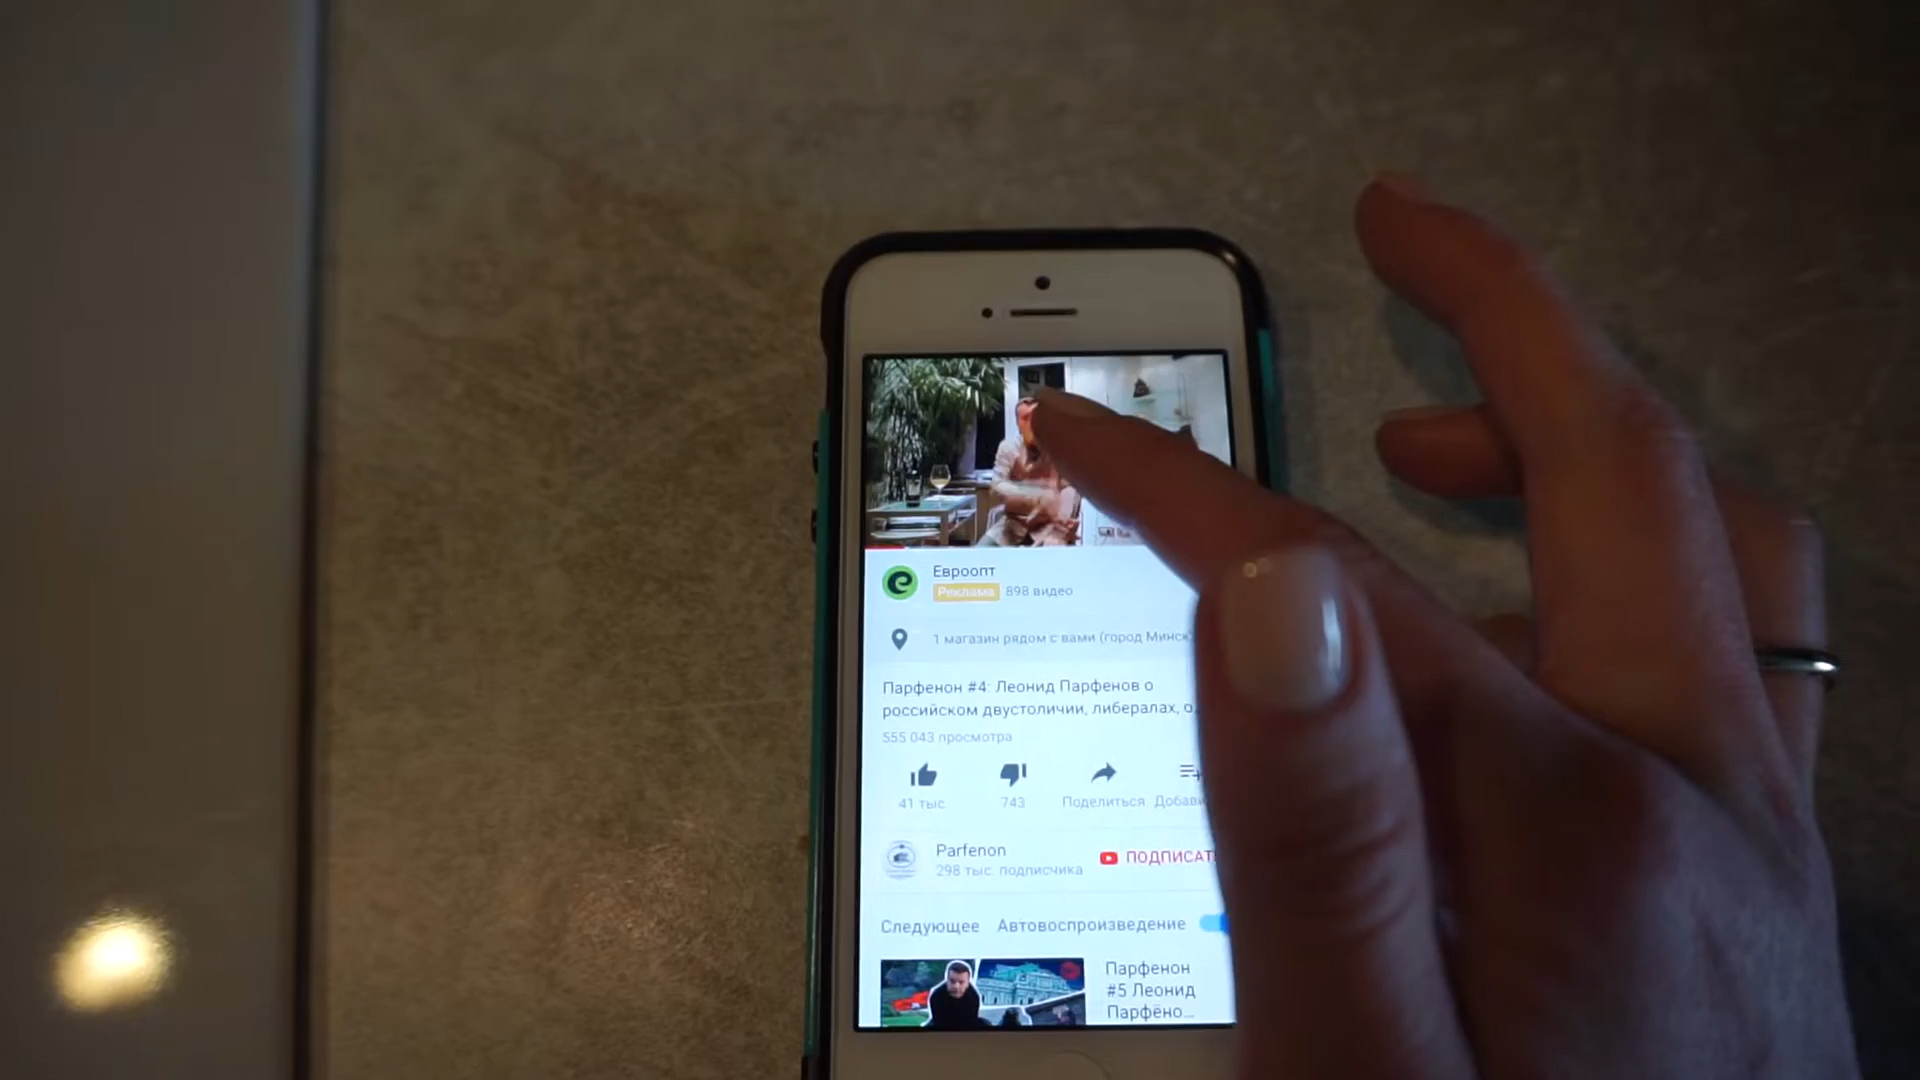 Евроопт
Реклама 898 видео
1 магазин рядом с вами (город Минск
Парфенон #4: Леонид Парфенов о
российском двустоличии, либералах, о...
555 043 просмотра
41 тыс 743 Поделиться
Parfenon
298 тыс. подписчика
Следующее Автовоспроизведение
Парфенон
#5 Леонид
Парфёно...